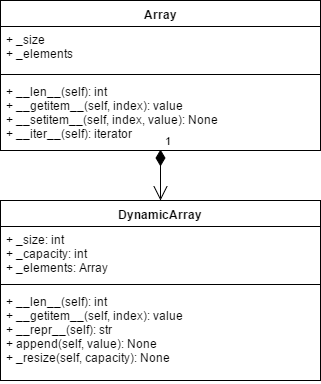 Array
+ _size
+ _elements
+ __len__(self): int
+ __getitem__(self, index): value
+ __setitem__(self, index, value): None
+ __iter__(self): iterator
1
DynamicArray
+ _size: int
+ _capacity: int
+ _elements: Array
+ __len__(self): int
+ __getitem__(self, index): value
+ __repr__(self): str
+ append(self, value): None
+ _resize(self, capacity): None